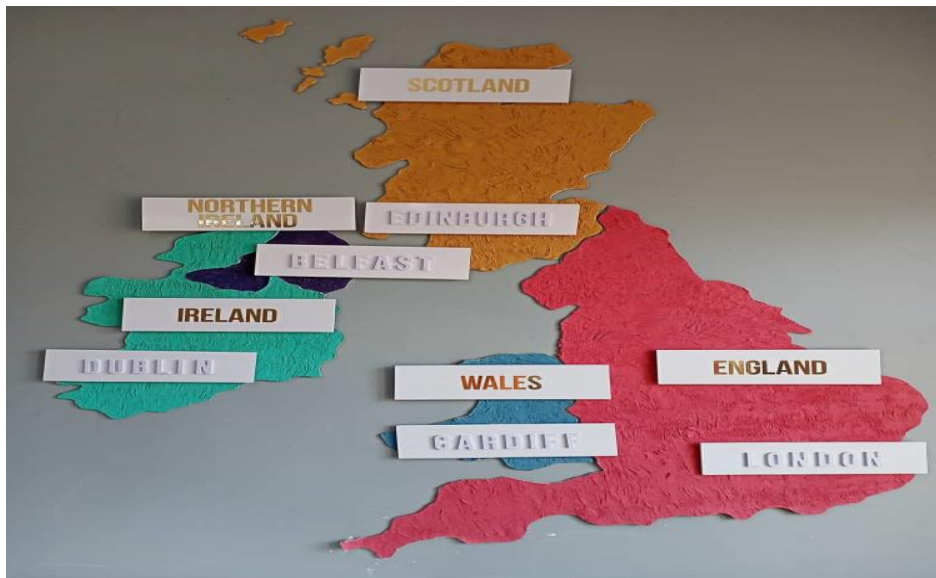 SCOTLAND
NORTHERN
IRELAND
EDINBURGH
BELFAST
IRELAND
DUBLIN
WALES
ENGLAND
CARDIFF
LONDON